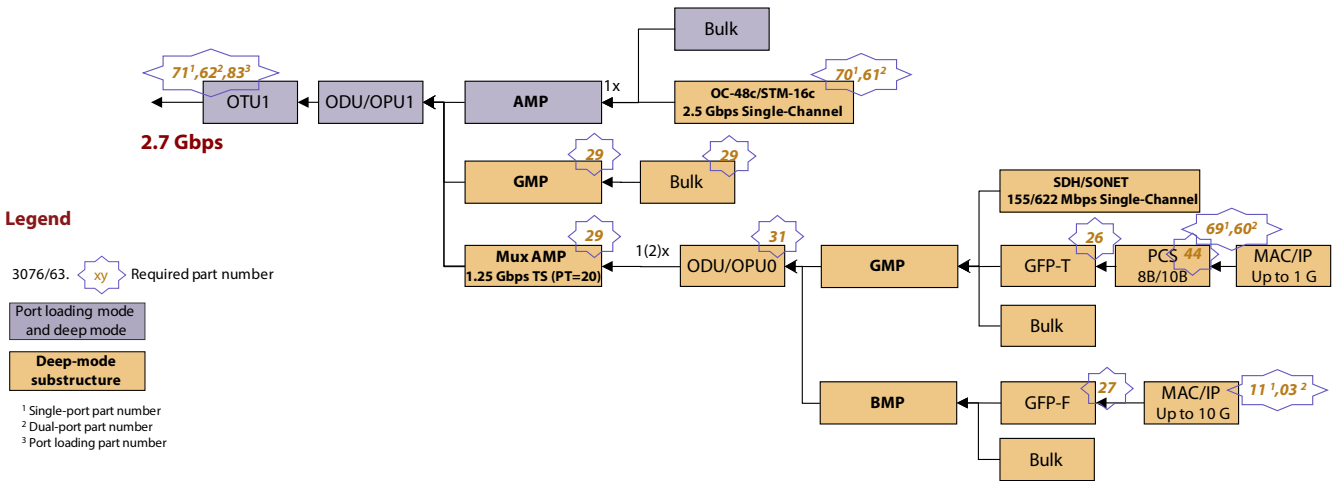 Bulk
71¹,62²,83³
70¹,61²
1x
OTU1
ODU/OPU1
AMP
OC-48c/STM-16c
2.5 Gbps Single-Channel
2.7 Gbps
29
29
GMP
Bulk
SDH/SONET
155/622 Mbps Single-Channel
Legend
29
31
26
69¹,60²
44
1(2)x
Mux AMP
1.25 Gbps TS (PT=20)
ODU/OPU0
GMP
GFP-T
PCS
8B/10B
MAC/IP
Up to 1 G
3076/63.
xy
Required part number
Port loading mode
and deep mode
Bulk
Deep-mode
substructure
27
11 ¹,03 ²
BMP
GFP-F
MAC/IP
Up to 10 G
¹ Single-port part number
² Dual-port part number
³ Port loading part number
Bulk